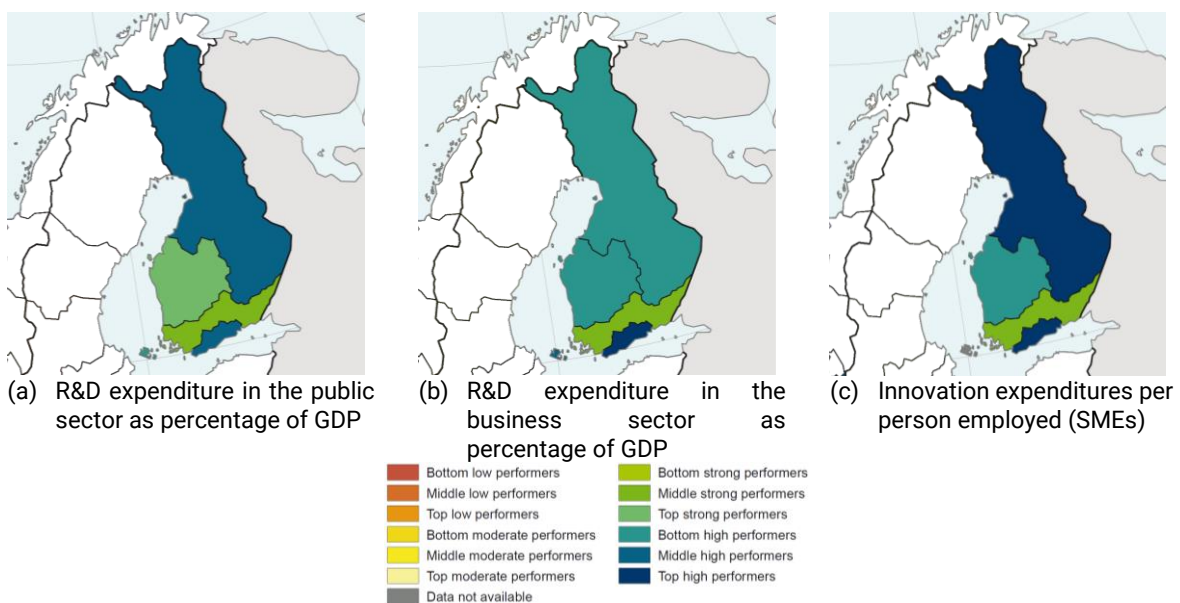 (a) R&D expenditure in the public
sector as percentage of GDP
(b) R&D expenditure in the
business sector as
percentage of GDP
(c) Innovation expenditures per
person employed (SMEs)
Bottom low performers
Middle low performers
Top low performers
Bottom moderate performers
Middle moderate performers
Top moderate performers
Data not available
Bottom strong performers
Middle strong performers
Top strong performers
Bottom high performers
Middle high performers
Top high performers